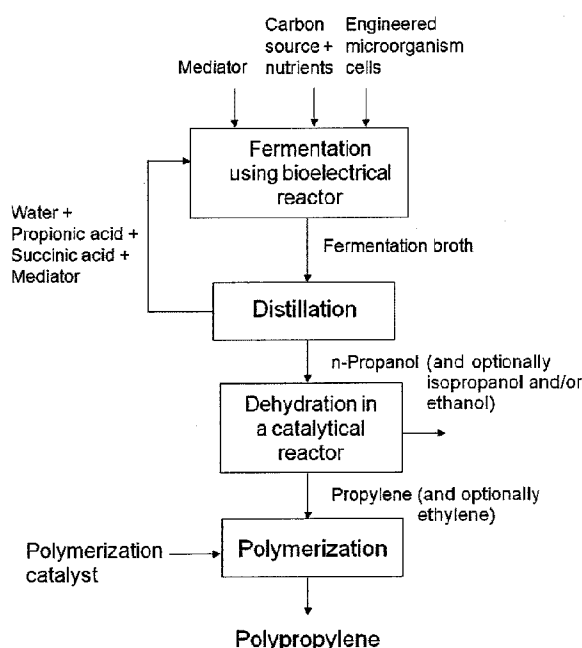 Mediator
Carbon
source +
nutrients
Engineered
microorganism
cells
Fermentation
using bioelectrical
reactor
Water +
Propionic acid +
Succinic acid +
Mediator
Fermentation broth
Distillation
n-Propanol (and optionally
isopropanol and/or
ethanol)
Dehydration in
a catalytical
reactor
Propylene (and optionally
ethylene)
Polymerization
catalyst
Polymerization
Polypropylene